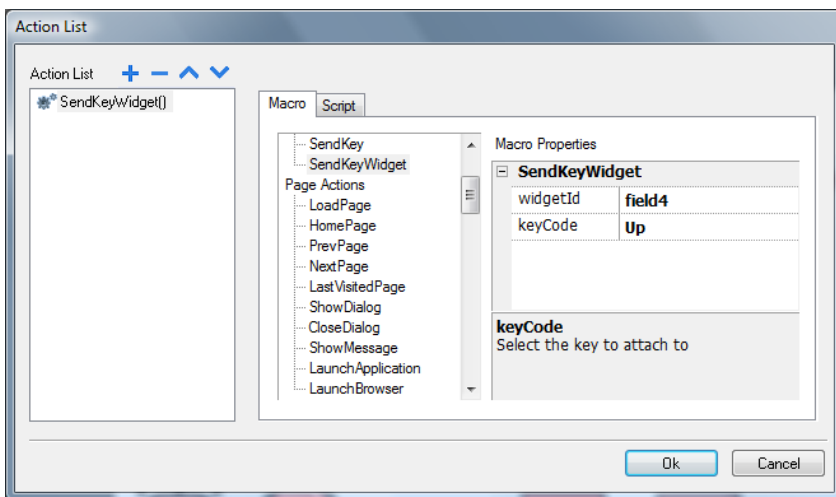 Action List
Action List
SendKeyWidget()
Macro
Script
SendKey
SendKeyWidget
Page Actions
LoadPage
HomePage
PrevPage
NextPage
LastVisitedPage
ShowDialog
CloseDialog
ShowMessage
LaunchApplication
LaunchBrowser
Macro Properties
SendKeyWidget
widgetId field4
keyCode Up
keyCode
Select the key to attach to
Ok
Cancel